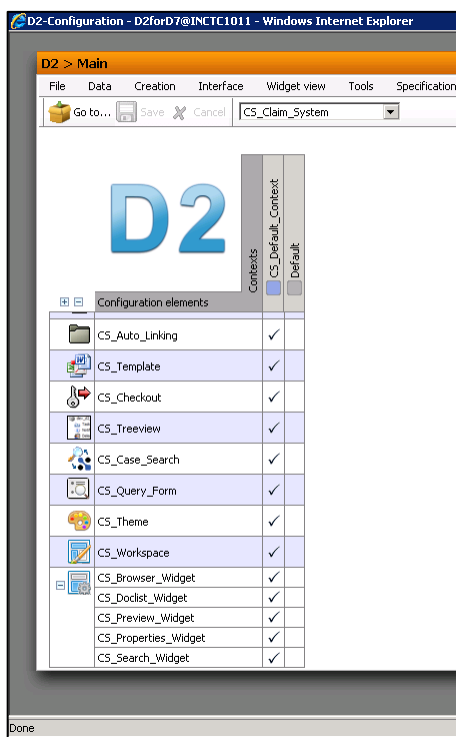 D2-Configuration - D2forD7@INCTC1011 - Windows Internet Explorer
D2 > Main
File Data Creation Interface Widget view Tools Specification
Go to... Save Cancel CS_Claim_System
D2
Contexts
CS_Default_Context
Default
Configuration elements
CS_Auto_Linking
CS_Template
CS_Checkout
CS_Treeview
CS_Case_Search
CS_Query_Form
CS_Theme
CS_Workspace
CS_Browser_Widget
CS_Doclist_Widget
CS_Preview_Widget
CS_Properties_Widget
CS_Search_Widget
Done